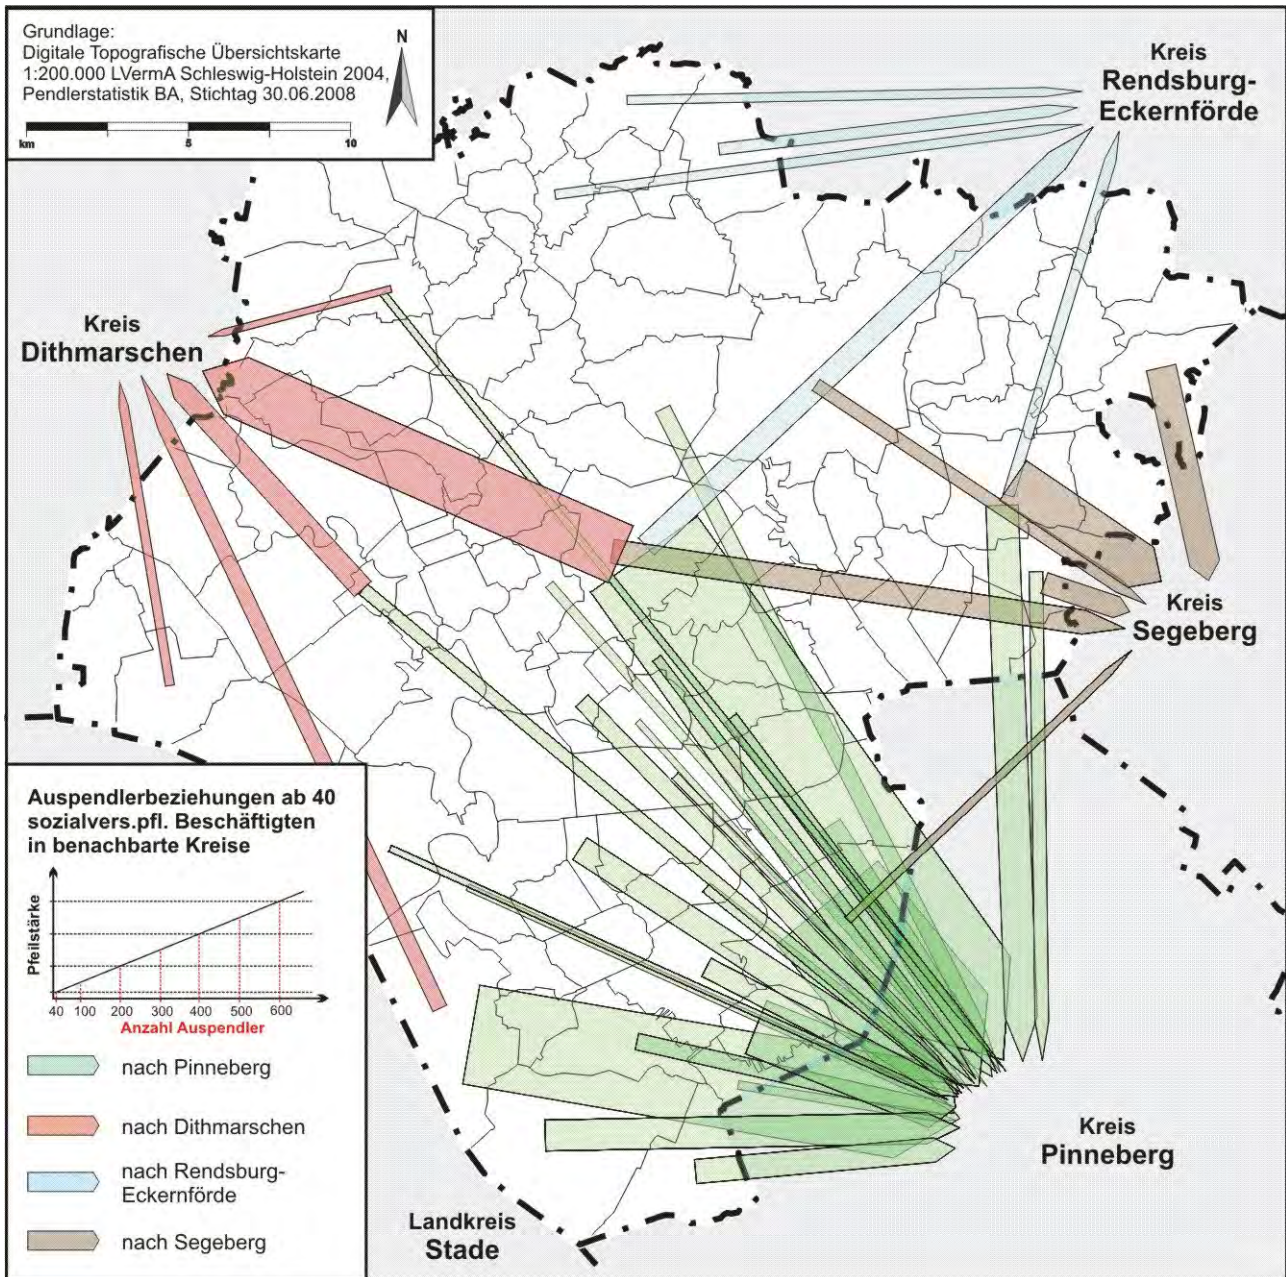 Grundlage:
Digitale Topografische Übersichtskarte
1:200.000 LVermA Schleswig-Holstein 2004,
Pendlerstatistik BA, Stichtag 30.06.2008
N
km 5 10
Kreis
Rendsburg-
Eckernförde
Kreis
Dithmarschen
Kreis
Segeberg
Auspendlerbeziehungen ab 40
sozialvers.pfl. Beschäftigten
in benachbarte Kreise
Pfeilstärke
40 100 200 300 400 500 600
Anzahl Auspendler
nach Pinneberg
nach Dithmarschen
nach Rendsburg-
Eckernförde
nach Segeberg
Kreis
Pinneberg
Landkreis
Stade